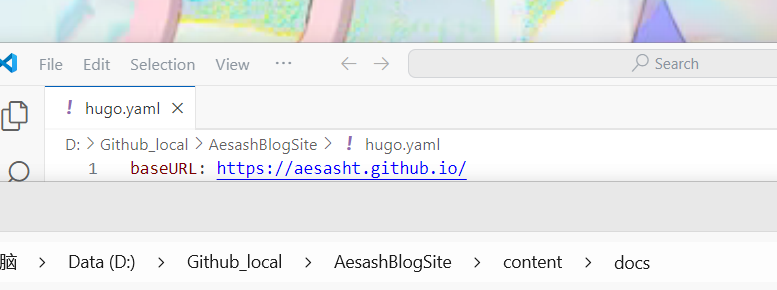 File Edit Selection View ··· Search
! hugo.yaml ×
D: > Github_local > AesashBlogSite > ! hugo.yaml
1 baseURL: https://aesasht.github.io/
脑 > Data (D:) > Github_local > AesashBlogSite > content > docs